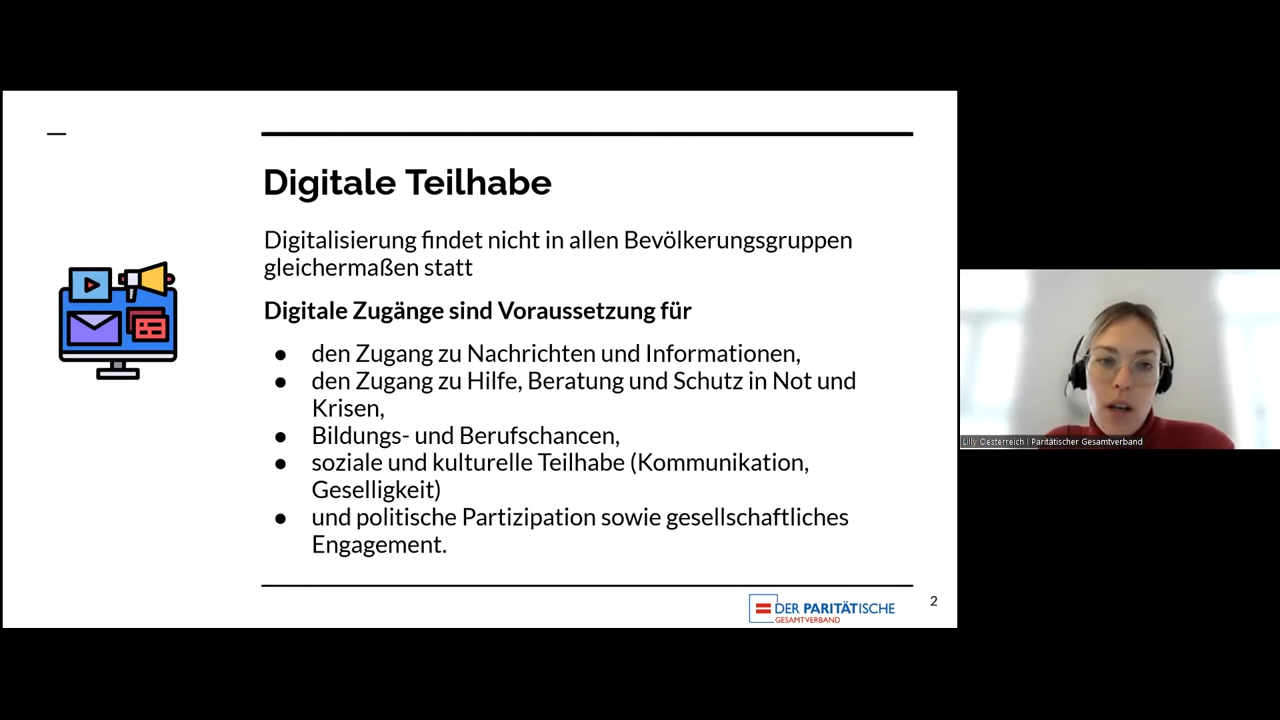 Digitale Teilhabe
Digitalisierung findet nicht in allen Bevölkerungsgruppen
gleichermaßen statt
Digitale Zugänge sind Voraussetzung für
● den Zugang zu Nachrichten und Informationen,
● den Zugang zu Hilfe, Beratung und Schutz in Not und
Krisen,
● Bildungs- und Berufschancen,
● soziale und kulturelle Teilhabe (Kommunikation,
Geselligkeit)
● und politische Partizipation sowie gesellschaftliches
Engagement.
DER PARITÄTISCHE
GESAMTVERBAND
2
Lilly Oesterreich | Paritätischer Gesamtverband